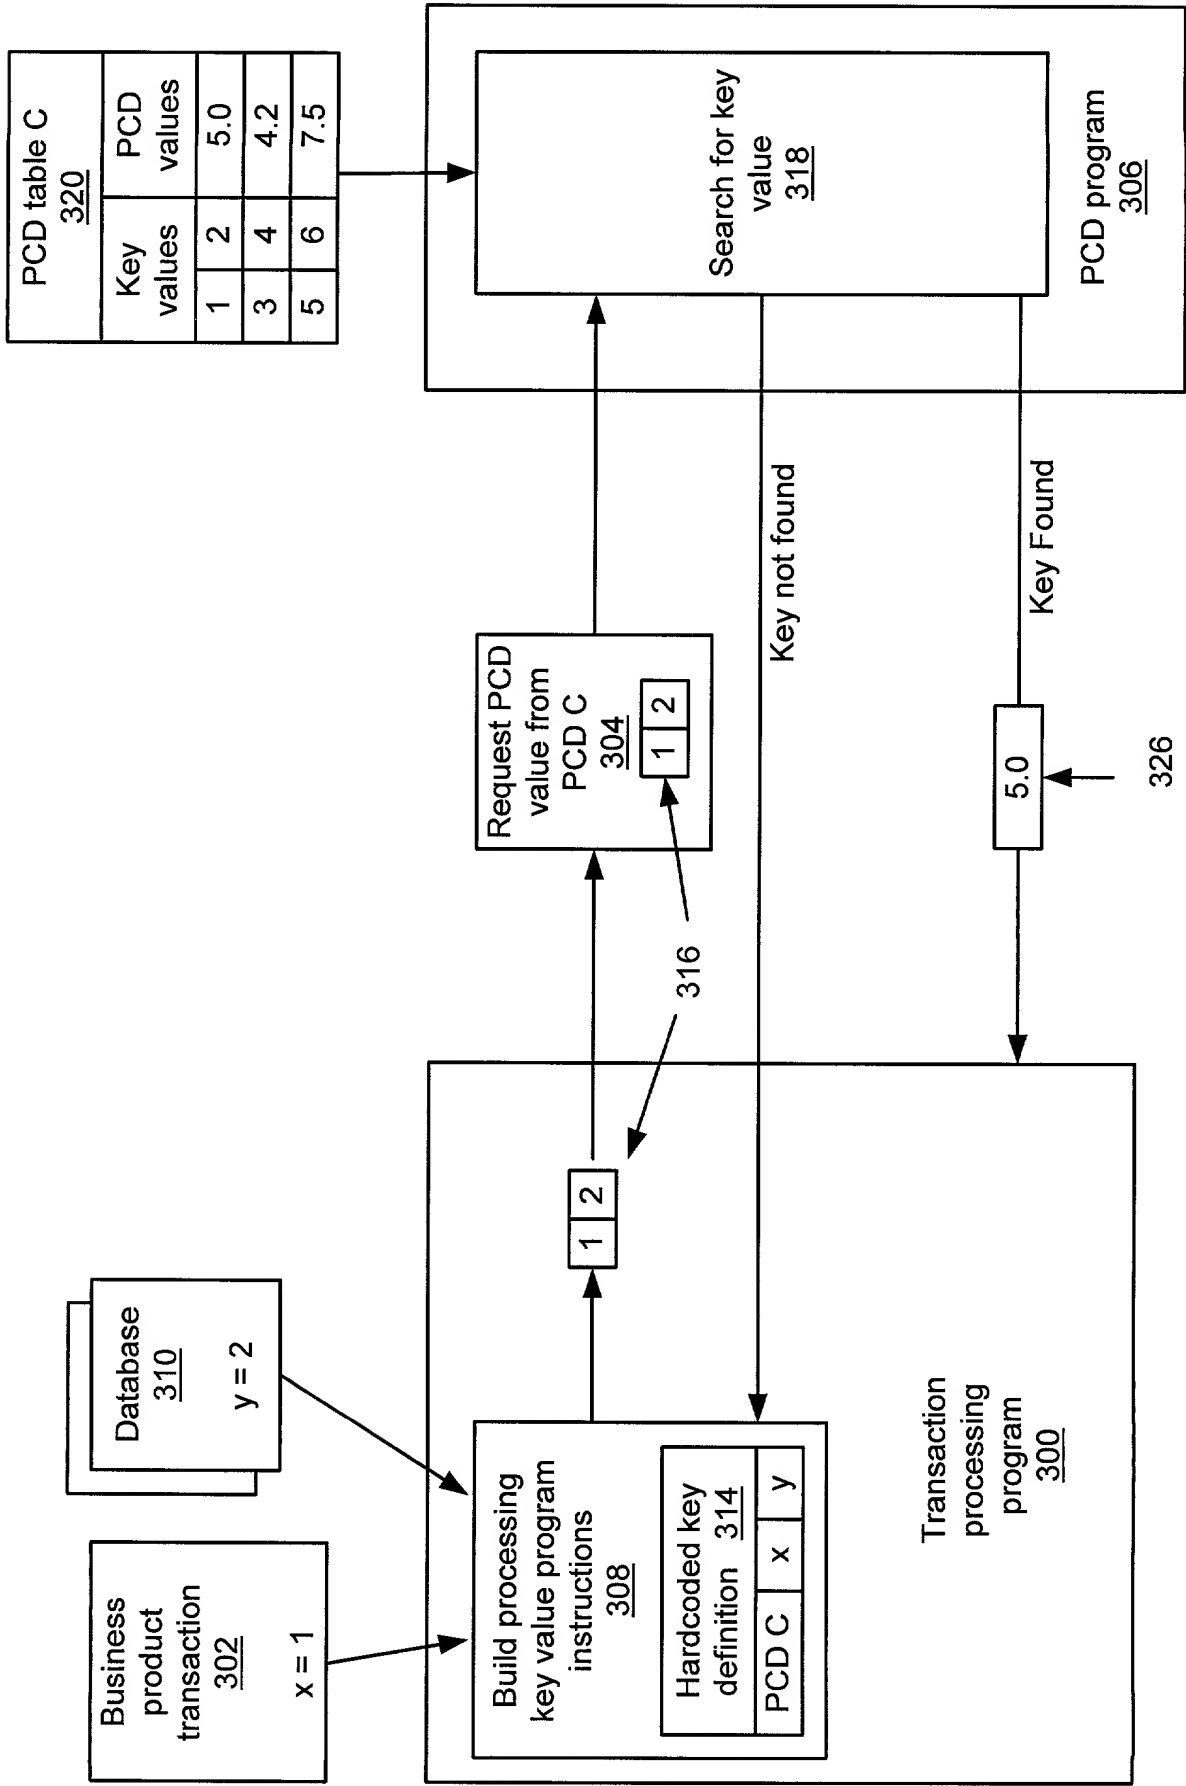 Business
product
transaction
302
x = 1
Database
310
y = 2
PCD table C
320
Key
values
PCD
values
1 2 5.0
3 4 4.2
5 6 7.5
Build processing
key value program
instructions
308
Hardcoded key
definition 314
PCD C x y
1 2
316
Request PCD
value from
PCD C
304
1 2
Search for key
value
318
Key not found
Key Found
5.0
326
Transaction
processing
program
300
PCD program
306